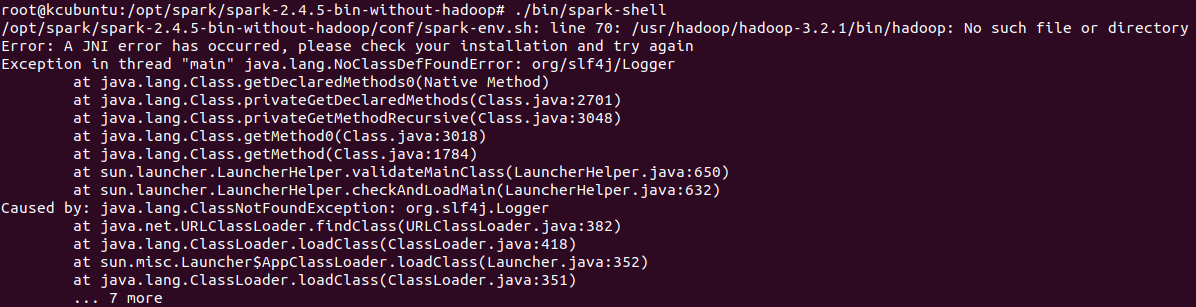 root@kcubuntu:/opt/spark/spark-2.4.5-bin-without-hadoop# ./bin/spark-shell
/opt/spark/spark-2.4.5-bin-without-hadoop/conf/spark-env.sh: line 70: /usr/hadoop/hadoop-3.2.1/bin/hadoop: No such file or directory
Error: A JNI error has occurred, please check your installation and try again
Exception in thread "main" java.lang.NoClassDefFoundError: org/slf4j/Logger
        at java.lang.Class.getDeclaredMethods0(Native Method)
        at java.lang.Class.privateGetDeclaredMethods(Class.java:2701)
        at java.lang.Class.privateGetMethodRecursive(Class.java:3048)
        at java.lang.Class.getMethod0(Class.java:3018)
        at java.lang.Class.getMethod(Class.java:1784)
        at sun.launcher.LauncherHelper.validateMainClass(LauncherHelper.java:650)
        at sun.launcher.LauncherHelper.checkAndLoadMain(LauncherHelper.java:632)
Caused by: java.lang.ClassNotFoundException: org.slf4j.Logger
        at java.net.URLClassLoader.findClass(URLClassLoader.java:382)
        at java.lang.ClassLoader.loadClass(ClassLoader.java:418)
        at sun.misc.Launcher$AppClassLoader.loadClass(Launcher.java:352)
        at java.lang.ClassLoader.loadClass(ClassLoader.java:351)
        ... 7 more